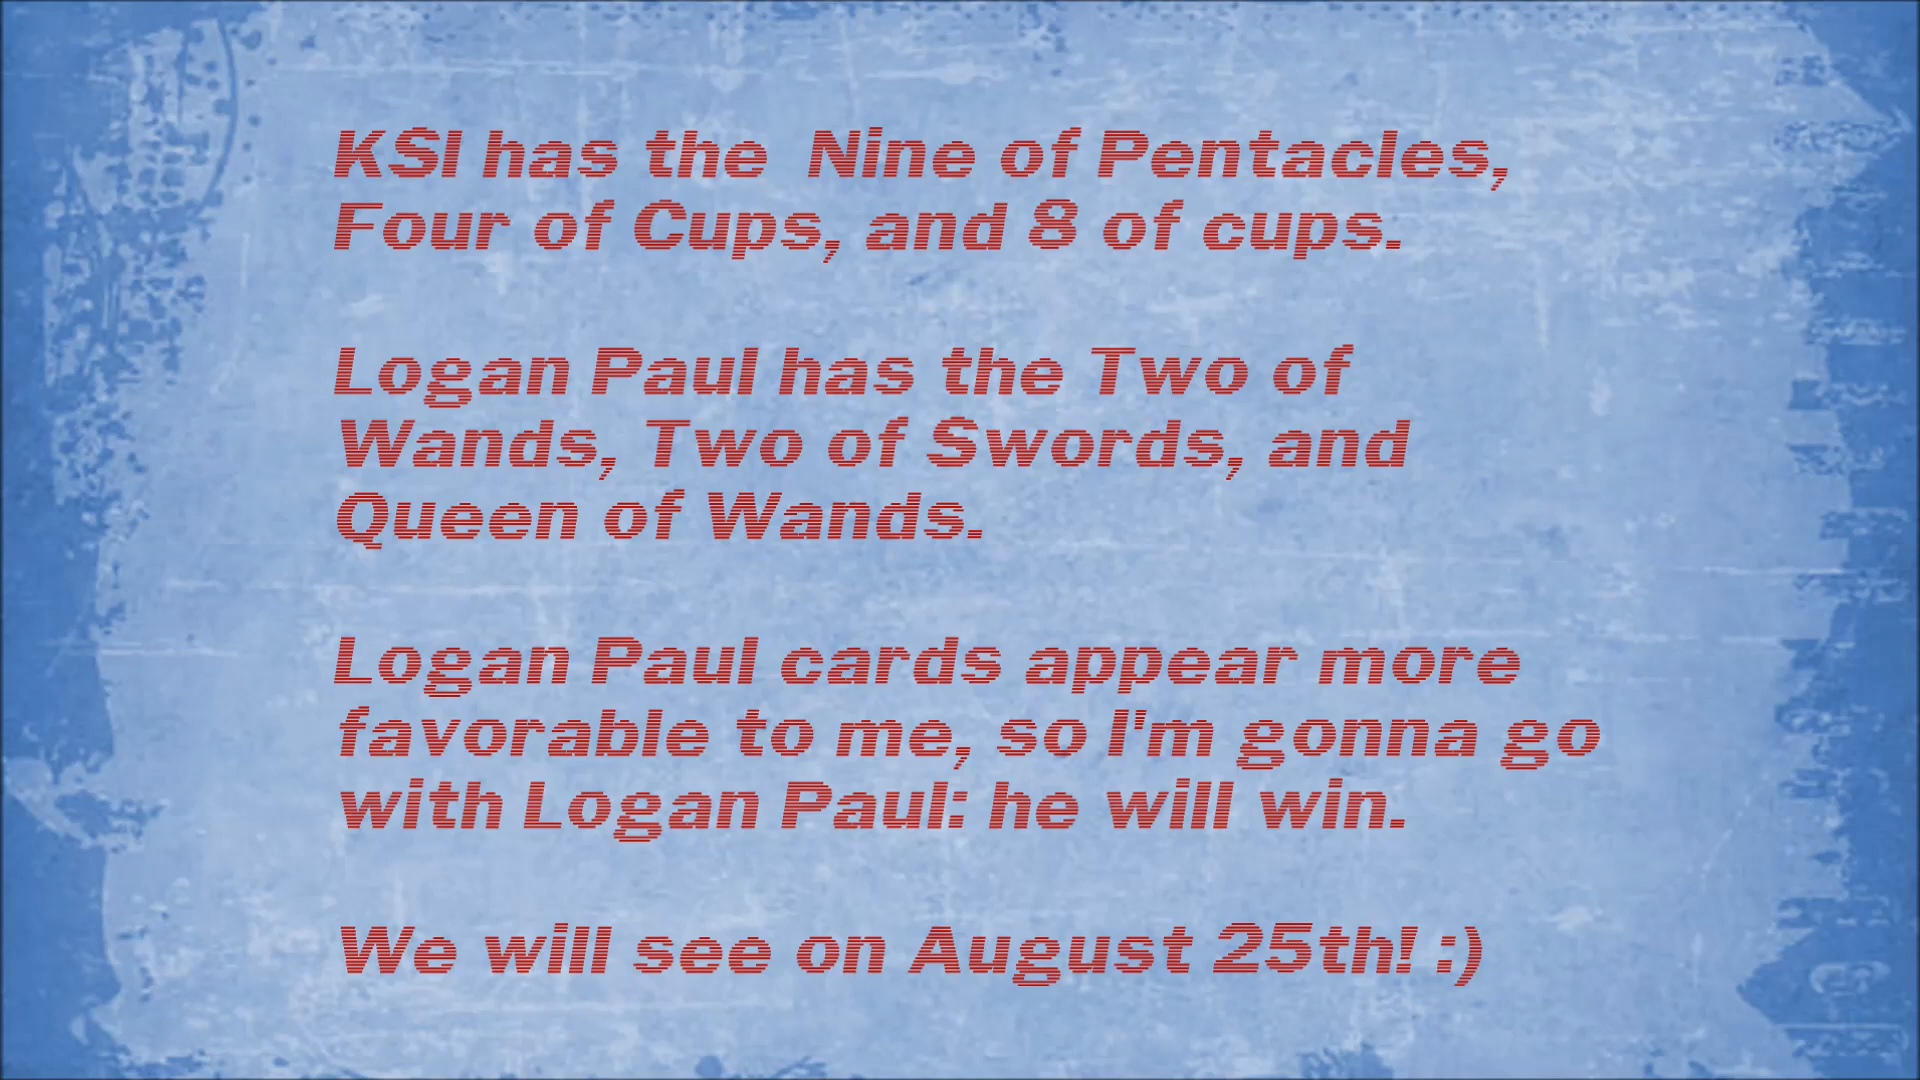 KSI has the  Nine of Pentacles,
Four of Cups, and 8 of cups.
Logan Paul has the Two of
Wands, Two of Swords, and
Queen of Wands.
Logan Paul cards appear more
favorable to me, so I'm gonna go
with Logan Paul: he will win.
We will see on August 25th! :)